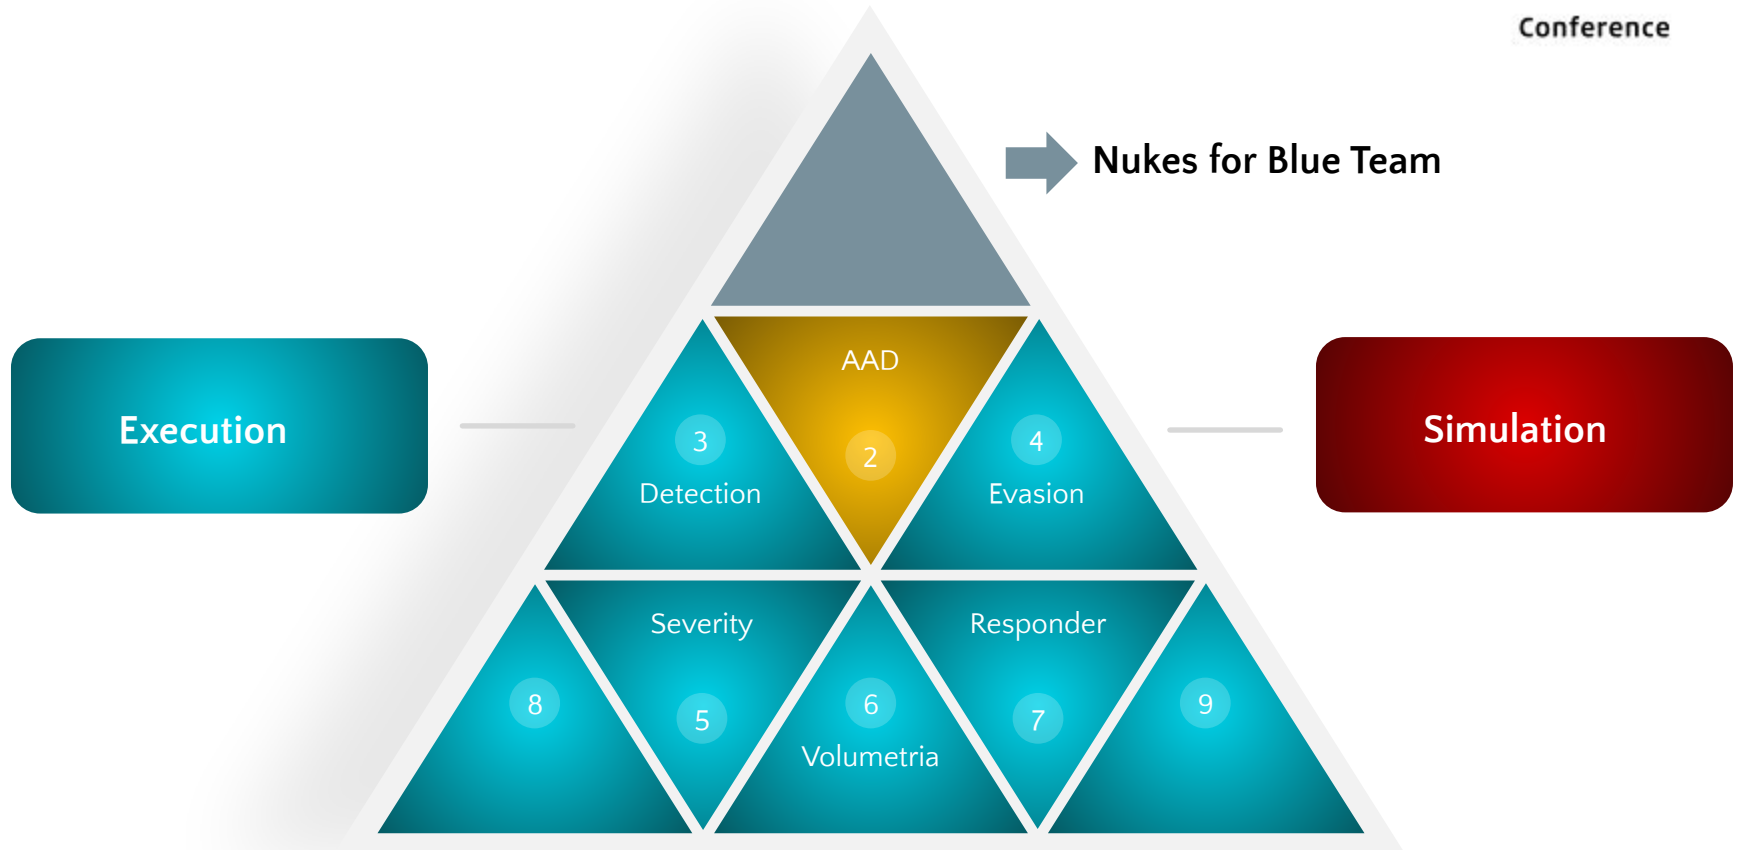 Conference
Nukes for Blue Team
AAD
Execution
3
2
4
Simulation
Detection
Evasion
Severity
Responder
8
5
6
7
9
Volumetria